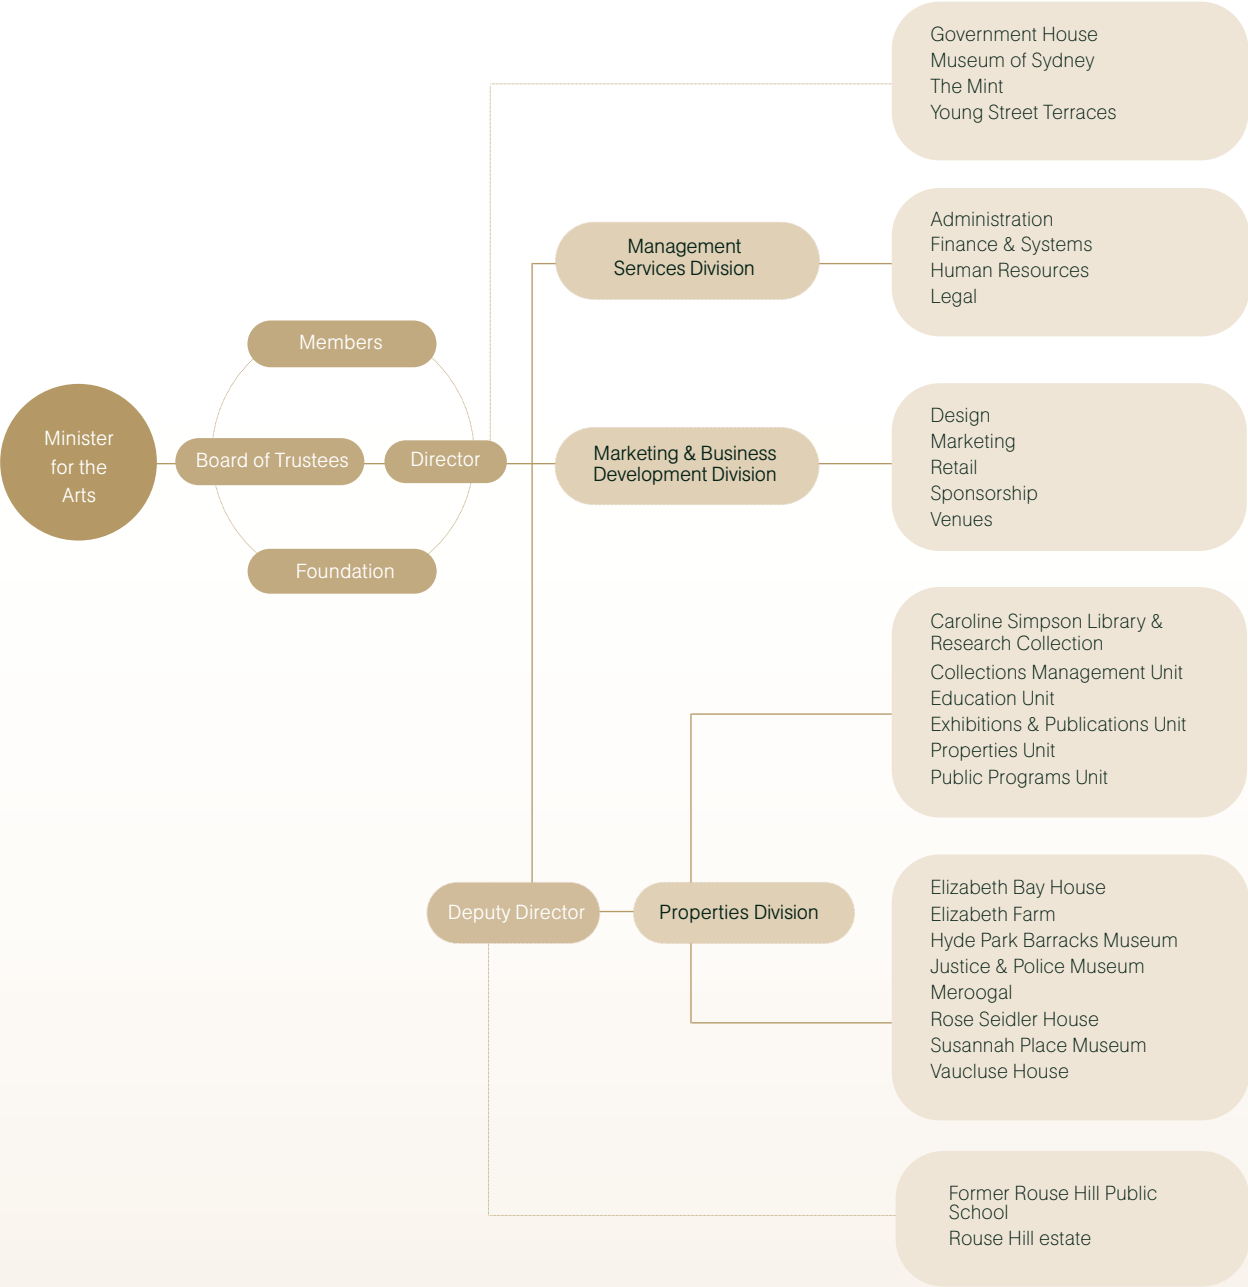 Government House
Museum of Sydney
The Mint
Young Street Terraces
Management
Services Division
Administration
Finance & Systems
Human Resources
Legal
Members
Minister
for the
Arts
Board of Trustees
Director
Foundation
Marketing & Business
Development Division
Design
Marketing
Retail
Sponsorship
Venues
Caroline Simpson Library &
Research Collection
Collections Management Unit
Education Unit
Exhibitions & Publications Unit
Properties Unit
Public Programs Unit
Deputy Director
Properties Division
Elizabeth Bay House
Elizabeth Farm
Hyde Park Barracks Museum
Justice & Police Museum
Meroogal
Rose Seidler House
Susannah Place Museum
Vaucluse House
Former Rouse Hill Public
School
Rouse Hill estate